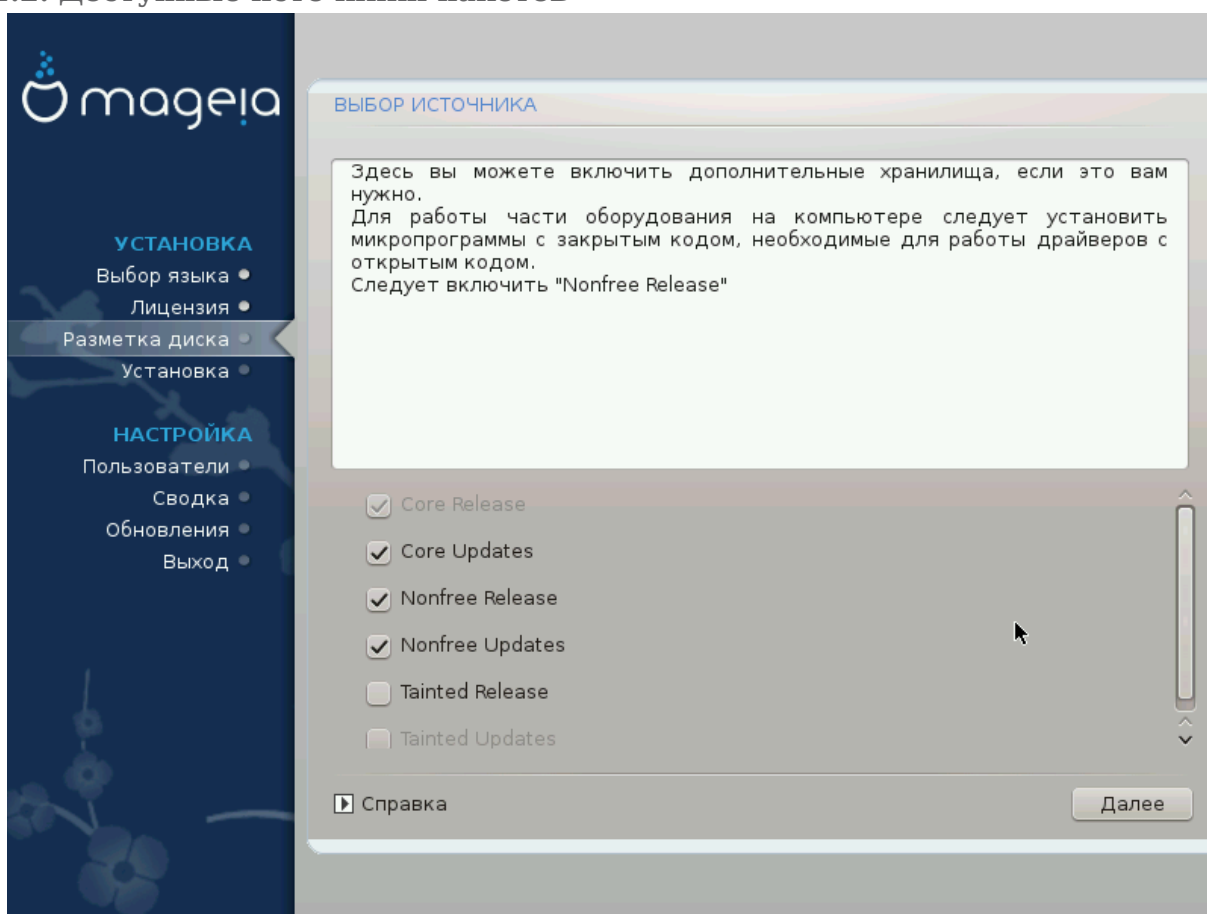 mageia
УСТАНОВКА
Выбор языка
Лицензия
Разметка диска
Установка
НАСТРОЙКА
Пользователи
Сводка
Обновления
Выход
ВЫБОР ИСТОЧНИКА
Здесь вы можете включить дополнительные хранилища, если это вам
нужно.
Для работы части оборудования на компьютере следует установить
микропрограммы с закрытым кодом, необходимые для работы драйверов с
открытым кодом.
Следует включить "Nonfree Release"
Core Release
Core Updates
Nonfree Release
Nonfree Updates
Tainted Release
Tainted Updates
Справка
Далее